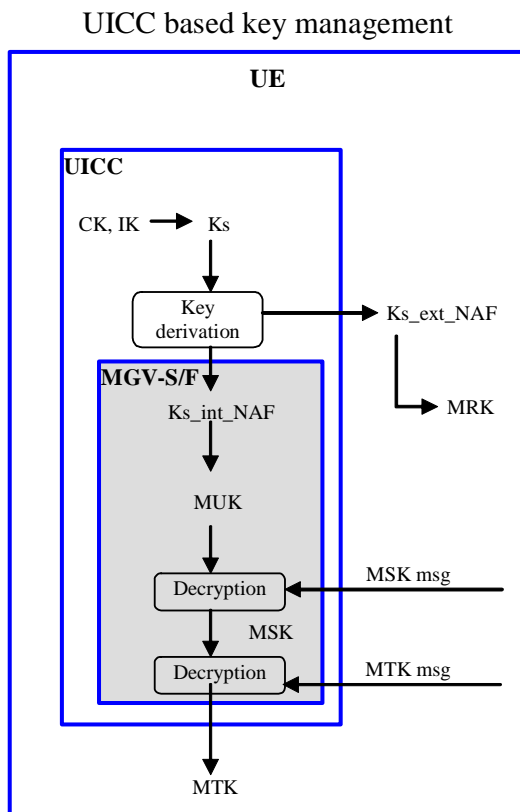 UICC based key management
UE
UICC
CK, IK
Ks
Key
derivation
Ks_ext_NAF
MGV-S/F
Ks_int_NAF
MRK
MUK
Decryption
MSK msg
MSK
Decryption
MTK msg
MTK